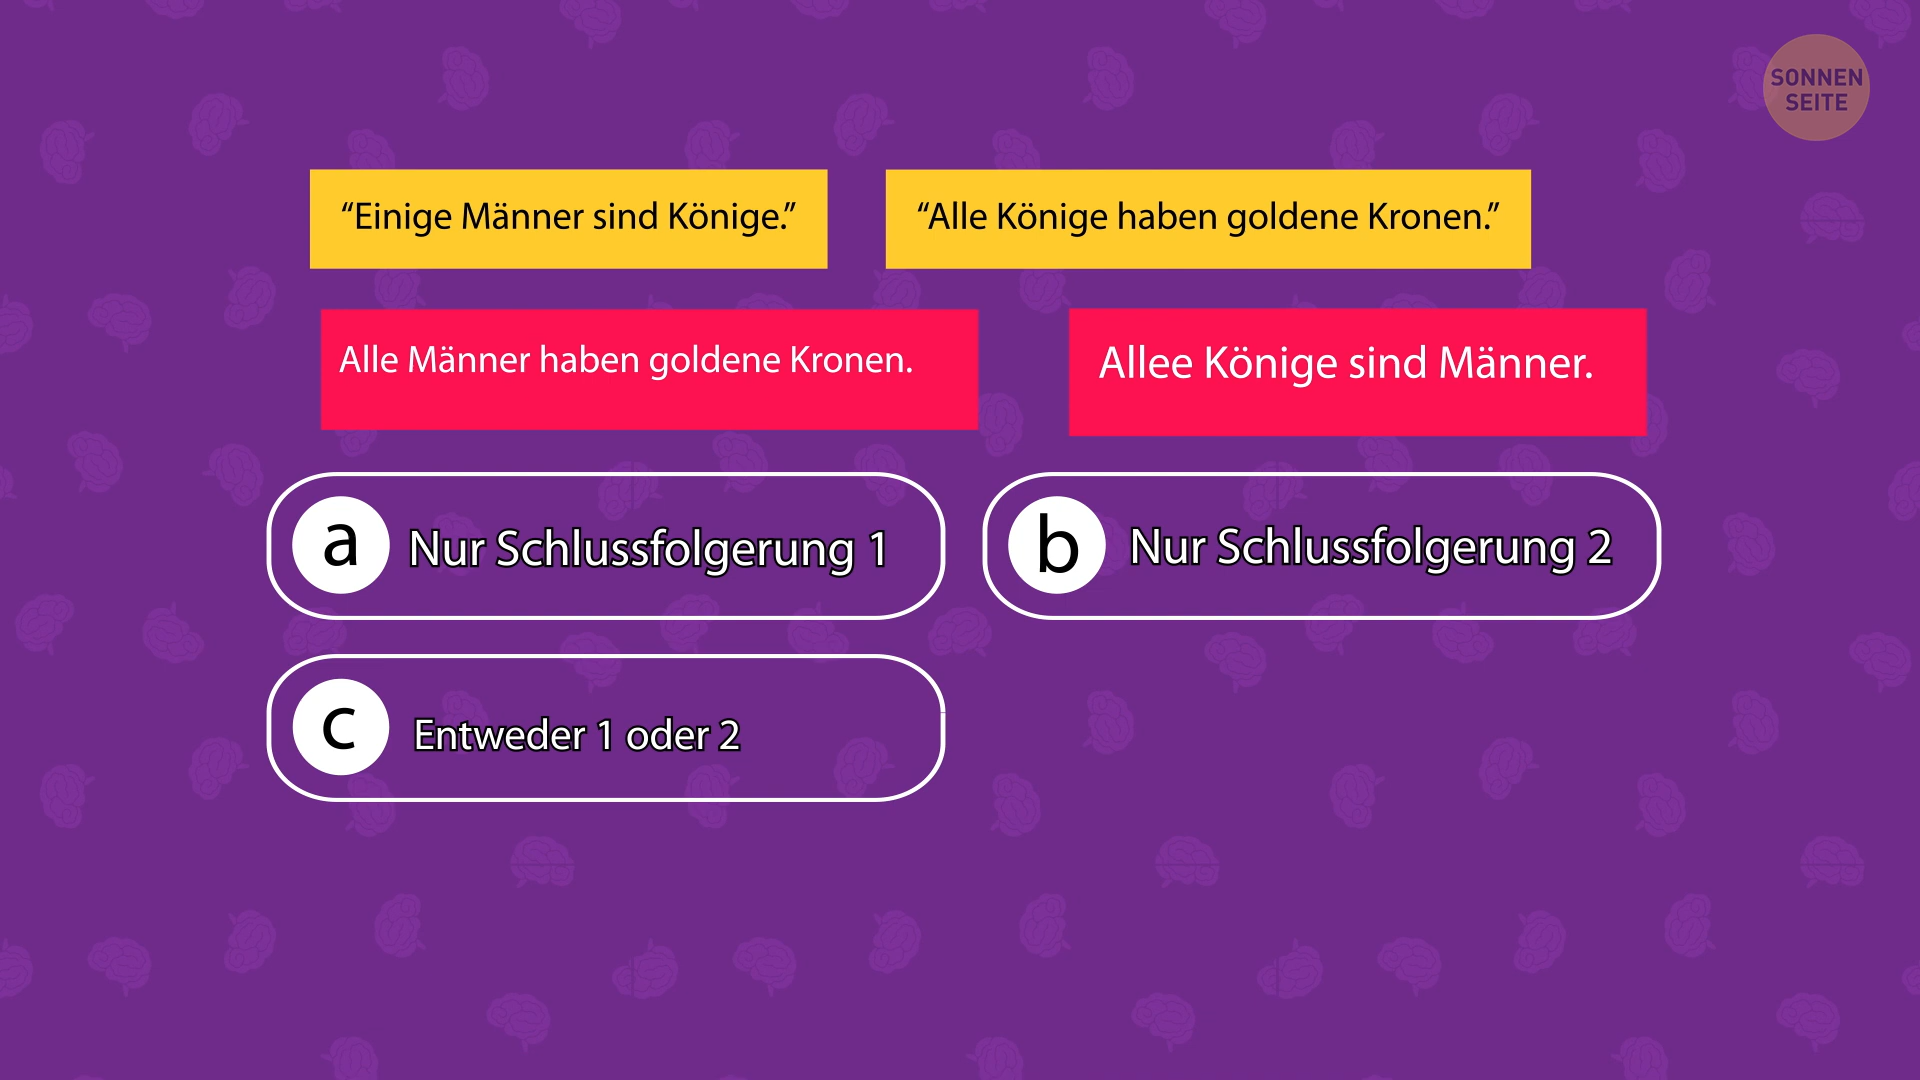 SONNEN
SEITE
“Einige Männer sind Könige.”
“Alle Könige haben goldene Kronen.”
Alle Männer haben goldene Kronen.
Allee Könige sind Männer.
a Nur Schlussfolgerung 1
b Nur Schlussfolgerung 2
c Entweder 1 oder 2